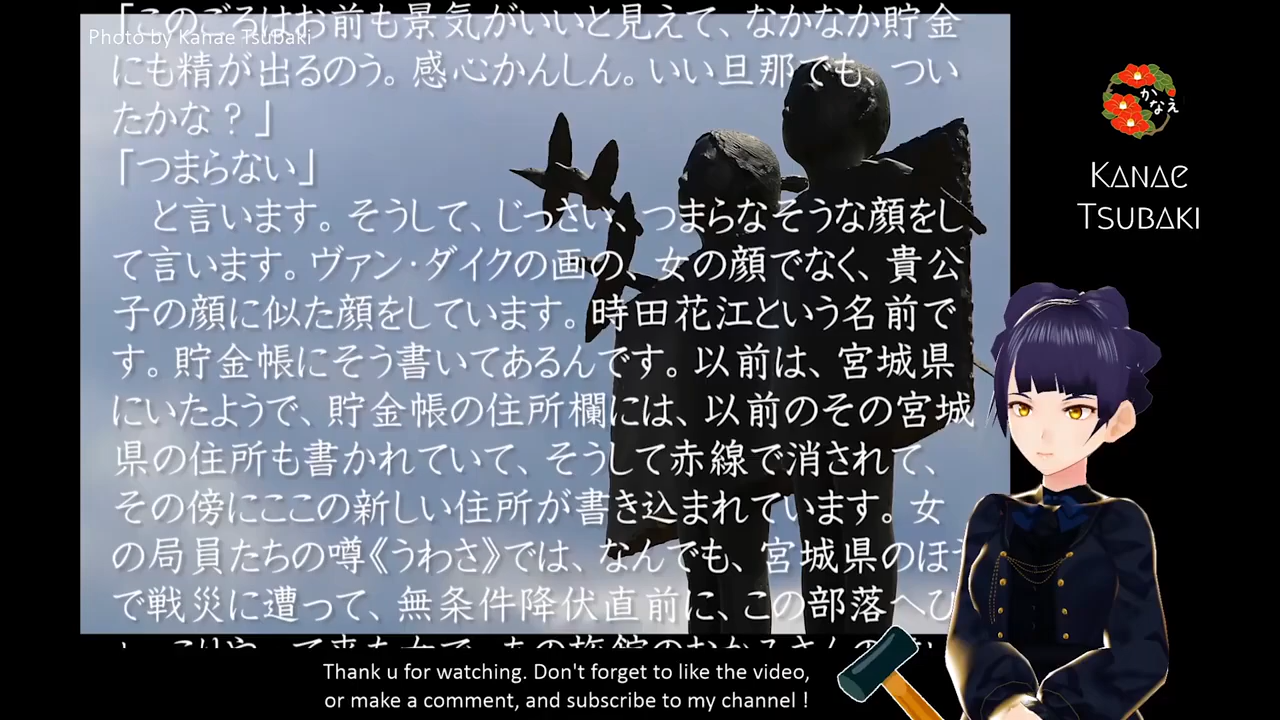 「このごろはお前も景気がいいと見えて、なかなか貯金
Photo by Kanae Tsubaki
にも精が出るのう。感心かんしん。いい旦那でも、つい
たかな？」
「つまらない」
と言います。そうして、じっさい、つまらなそうな顔をし
て言います。ヴァン・ダイクの画の、女の顔でなく、貴公
子の顔に似た顔をしています。時田花江という名前で
す。貯金帳にそう書いてあるんです。以前は、宮城県
にいたようで、貯金帳の住所欄には、以前のその宮城
県の住所も書かれていて、そうして赤線で消されて、
その傍にここの新しい住所が書き込まれています。女
の局員たちの噂《うわさ》では、なんでも、宮城県のほう
で戦災に遭って、無条件降伏直前に、この部落へひ
かなえ
KANAE
TSUBAKI
Thank u for watching. Don't forget to like the video,
or make a comment, and subscribe to my channel !